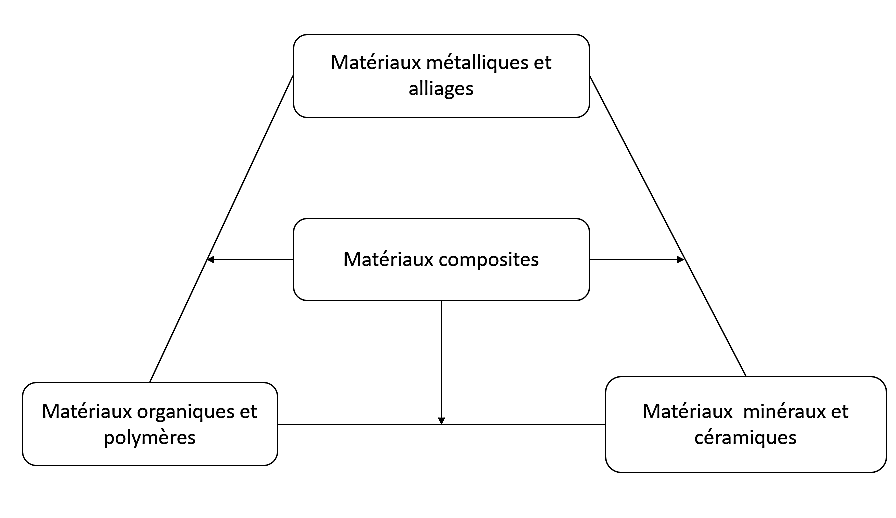 Matériaux métalliques et
alliages
Matériaux composites
Matériaux organiques et
polymères
Matériaux minéraux et
céramiques